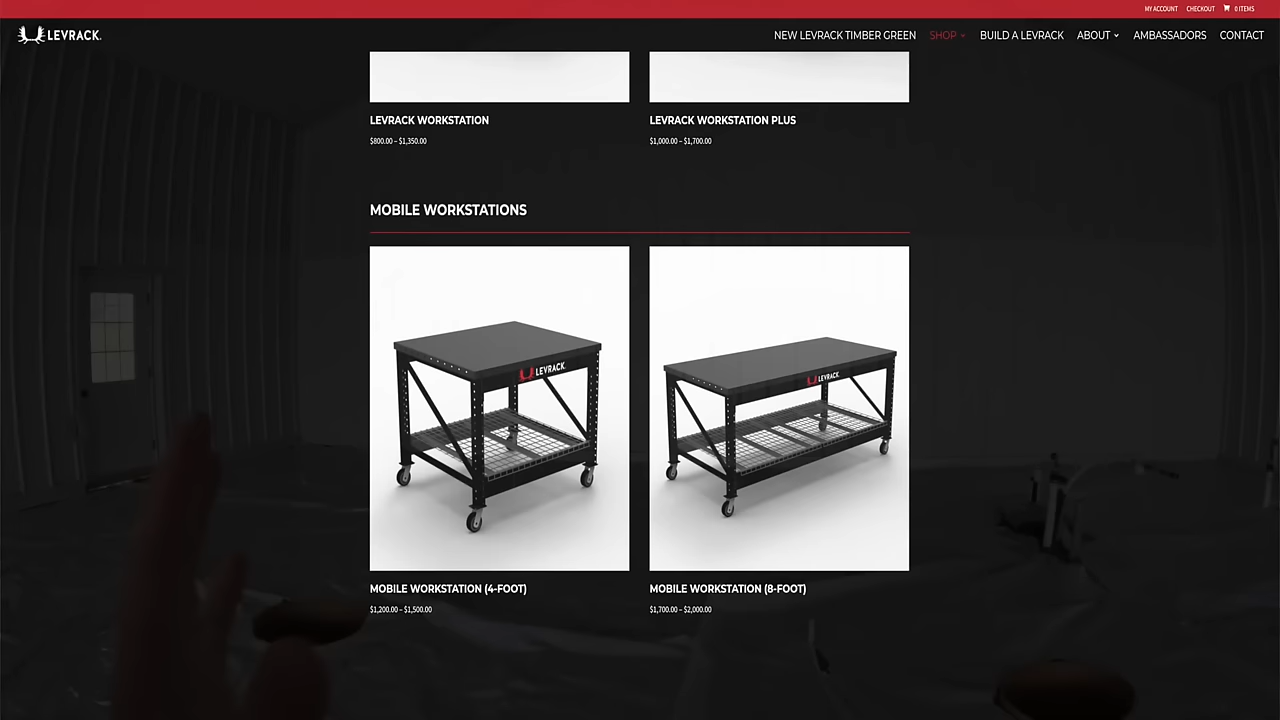 MY ACCOUNT CHECKOUT 0 ITEMS
LEVRACK.
NEW LEVRACK TIMBER GREEN SHOP BUILD A LEVRACK ABOUT AMBASSADORS CONTACT
LEVRACK WORKSTATION
$800.00 – $1,350.00
LEVRACK WORKSTATION PLUS
$1,000.00 – $1,700.00
MOBILE WORKSTATIONS
LEVRACK.
LEVRACK.
MOBILE WORKSTATION (4-FOOT)
$1,200.00 – $1,500.00
MOBILE WORKSTATION (8-FOOT)
$1,700.00 – $2,000.00